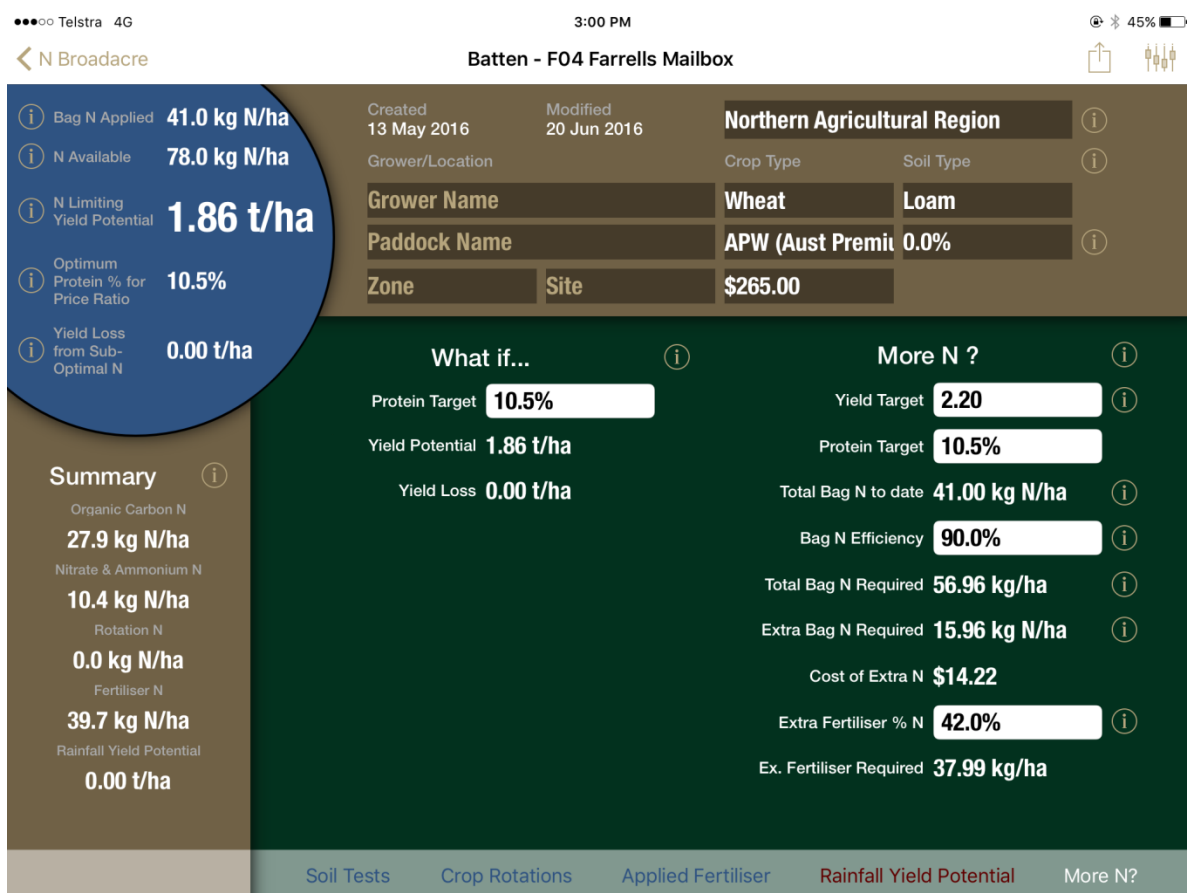 Telstra 4G
3:00 PM
45%
N Broadacre
Batten - F04 Farrells Mailbox
Bag N Applied 41.0 kg N/ha
N Available 78.0 kg N/ha
N Limiting
Yield Potential
1.86 t/ha
Optimum
Protein % for
Price Ratio
10.5%
Yield Loss
from Sub-
Optimal N
0.00 t/ha
Created
13 May 2016
Modified
20 Jun 2016
Northern Agricultural Region
Grower/Location
Crop Type
Soil Type
Grower Name
Wheat
Loam
Paddock Name
APW (Aust Premiu
0.0%
Zone
Site
$265.00
Summary
Organic Carbon N
27.9 kg N/ha
Nitrate & Ammonium N
10.4 kg N/ha
Rotation N
0.0 kg N/ha
Fertiliser N
39.7 kg N/ha
Rainfall Yield Potential
0.00 t/ha
What if...
Protein Target 10.5%
Yield Potential 1.86 t/ha
Yield Loss 0.00 t/ha
More N ?
Yield Target 2.20
Protein Target 10.5%
Total Bag N to date 41.00 kg N/ha
Bag N Efficiency 90.0%
Total Bag N Required 56.96 kg/ha
Extra Bag N Required 15.96 kg N/ha
Cost of Extra N $14.22
Extra Fertiliser % N 42.0%
Ex. Fertiliser Required 37.99 kg/ha
Soil Tests
Crop Rotations
Applied Fertiliser
Rainfall Yield Potential
More N?